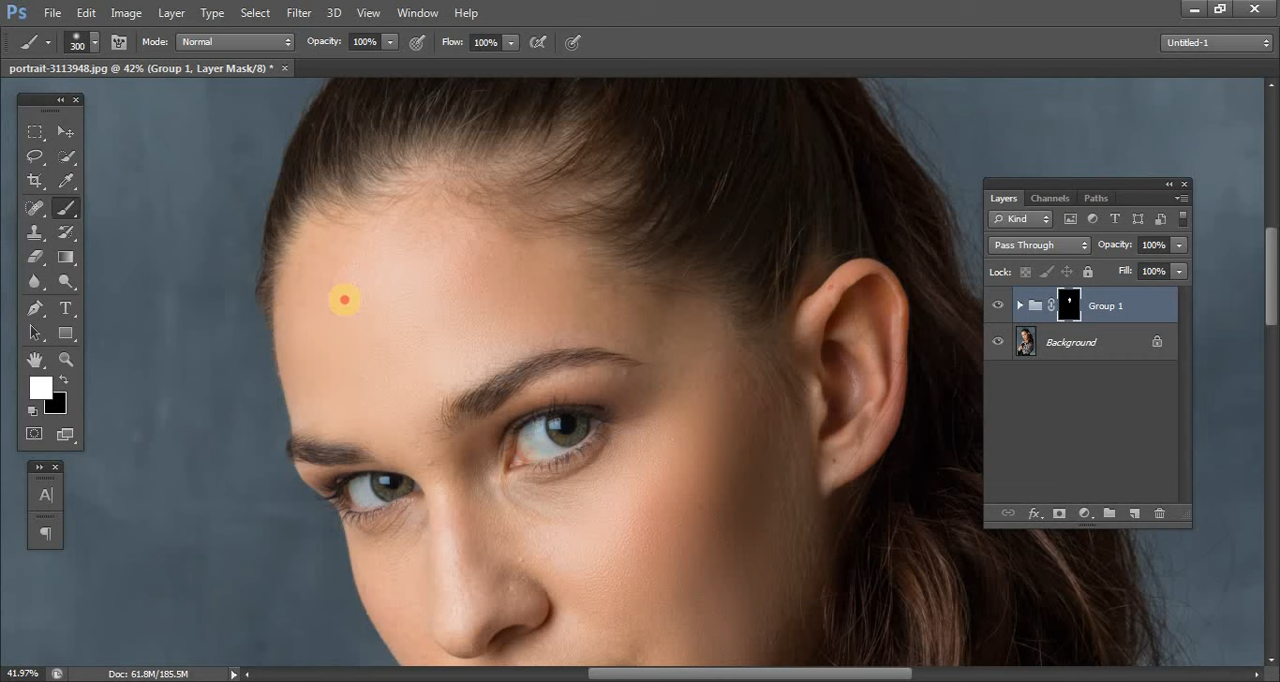 Ps File Edit Image Layer Type Select Filter 3D View Window Help
300 Mode: Normal Opacity: 100% Flow: 100% Untitled-1
portrait-3113948.jpg @ 42% (Group 1, Layer Mask/8) *
Layers Channels Paths
Kind T
Pass Through Opacity: 100%
Lock: Fill: 100%
Group 1
Background
fx
T
A
41.97% Doc: 61.8M/185.5M